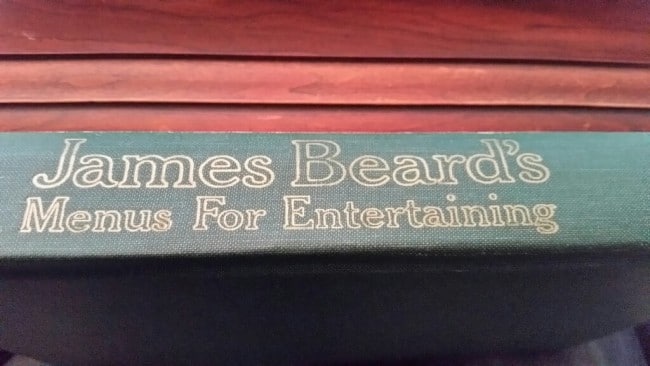 James Beard's
Menus For Entertaining